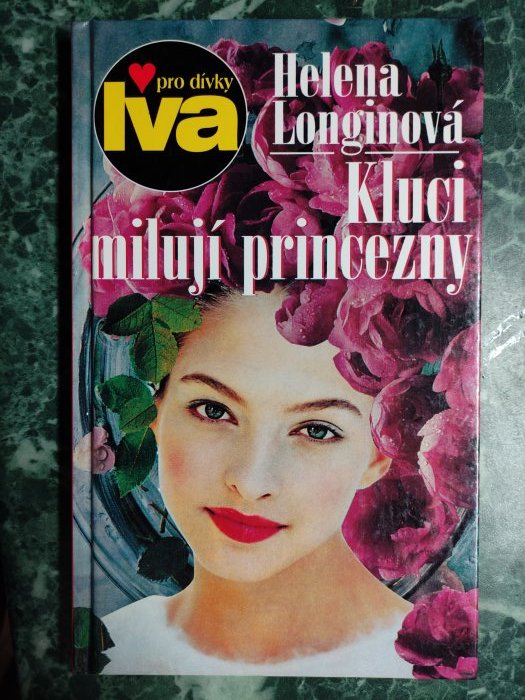 pro dívky
Iva
Helena
Longinová
Kluci
milují princezny